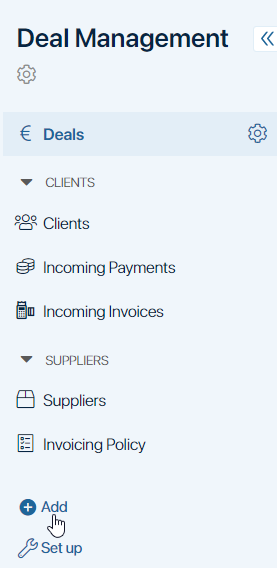 Deal Management
Deals
CLIENTS
Clients
Incoming Payments
Incoming Invoices
SUPPLIERS
Suppliers
Invoicing Policy
Add
Set up